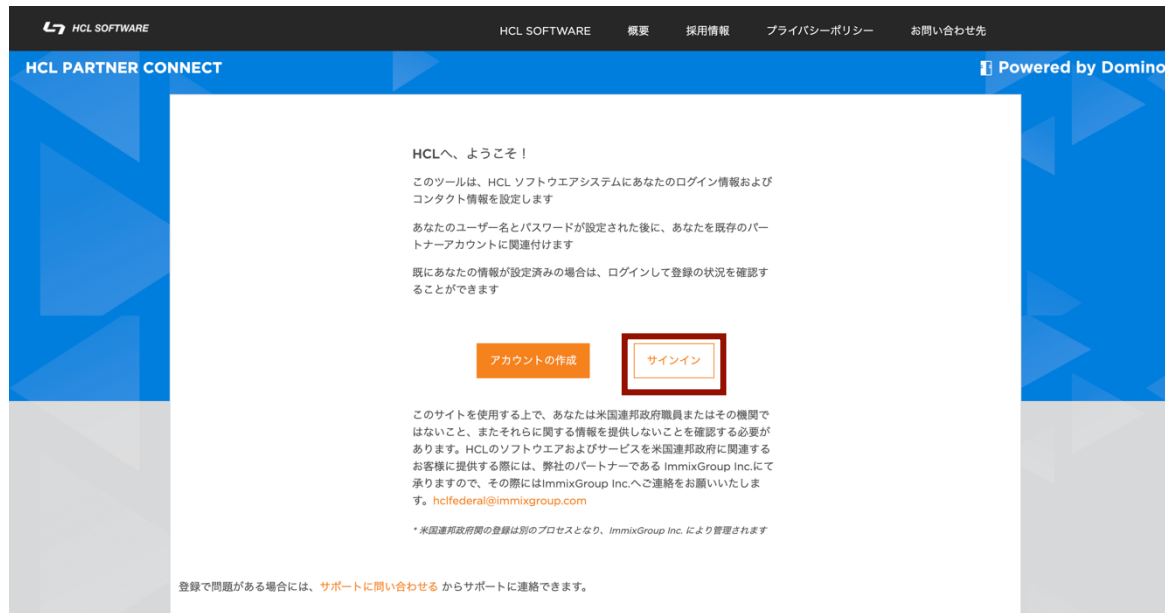 HCL SOFTWARE
HCL SOFTWARE 概要 採用情報 プライバシーポリシー お問い合わせ先
HCL PARTNER CONNECT
Powered by Domino
HCLへ、ようこそ！
このツールは、HCL ソフトウエアシステムにあなたのログイン情報および
コンタクト情報を設定します
あなたのユーザー名とパスワードが設定された後に、あなたを既存のパー
トナーアカウントに関連付けます
既にあなたの情報が設定済みの場合は、ログインして登録の状況を確認す
ることができます
アカウントの作成
サインイン
このサイトを使用する上で、あなたは米国連邦政府職員またはその機関で
はないこと、またそれらに関する情報を提供しないことを確認する必要が
あります。HCLのソフトウエアおよびサービスを米国連邦政府に関連する
お客様に提供する際には、弊社のパートナーである ImmixGroup Inc.にて
承りますので、その際にはImmixGroup Inc.へご連絡をお願いいたしま
す。hclfederal@immixgroup.com
* 米国連邦政府関の登録は別のプロセスとなり、ImmixGroup Inc. により管理されます
登録で問題がある場合には、サポートに問い合わせる からサポートに連絡できます。